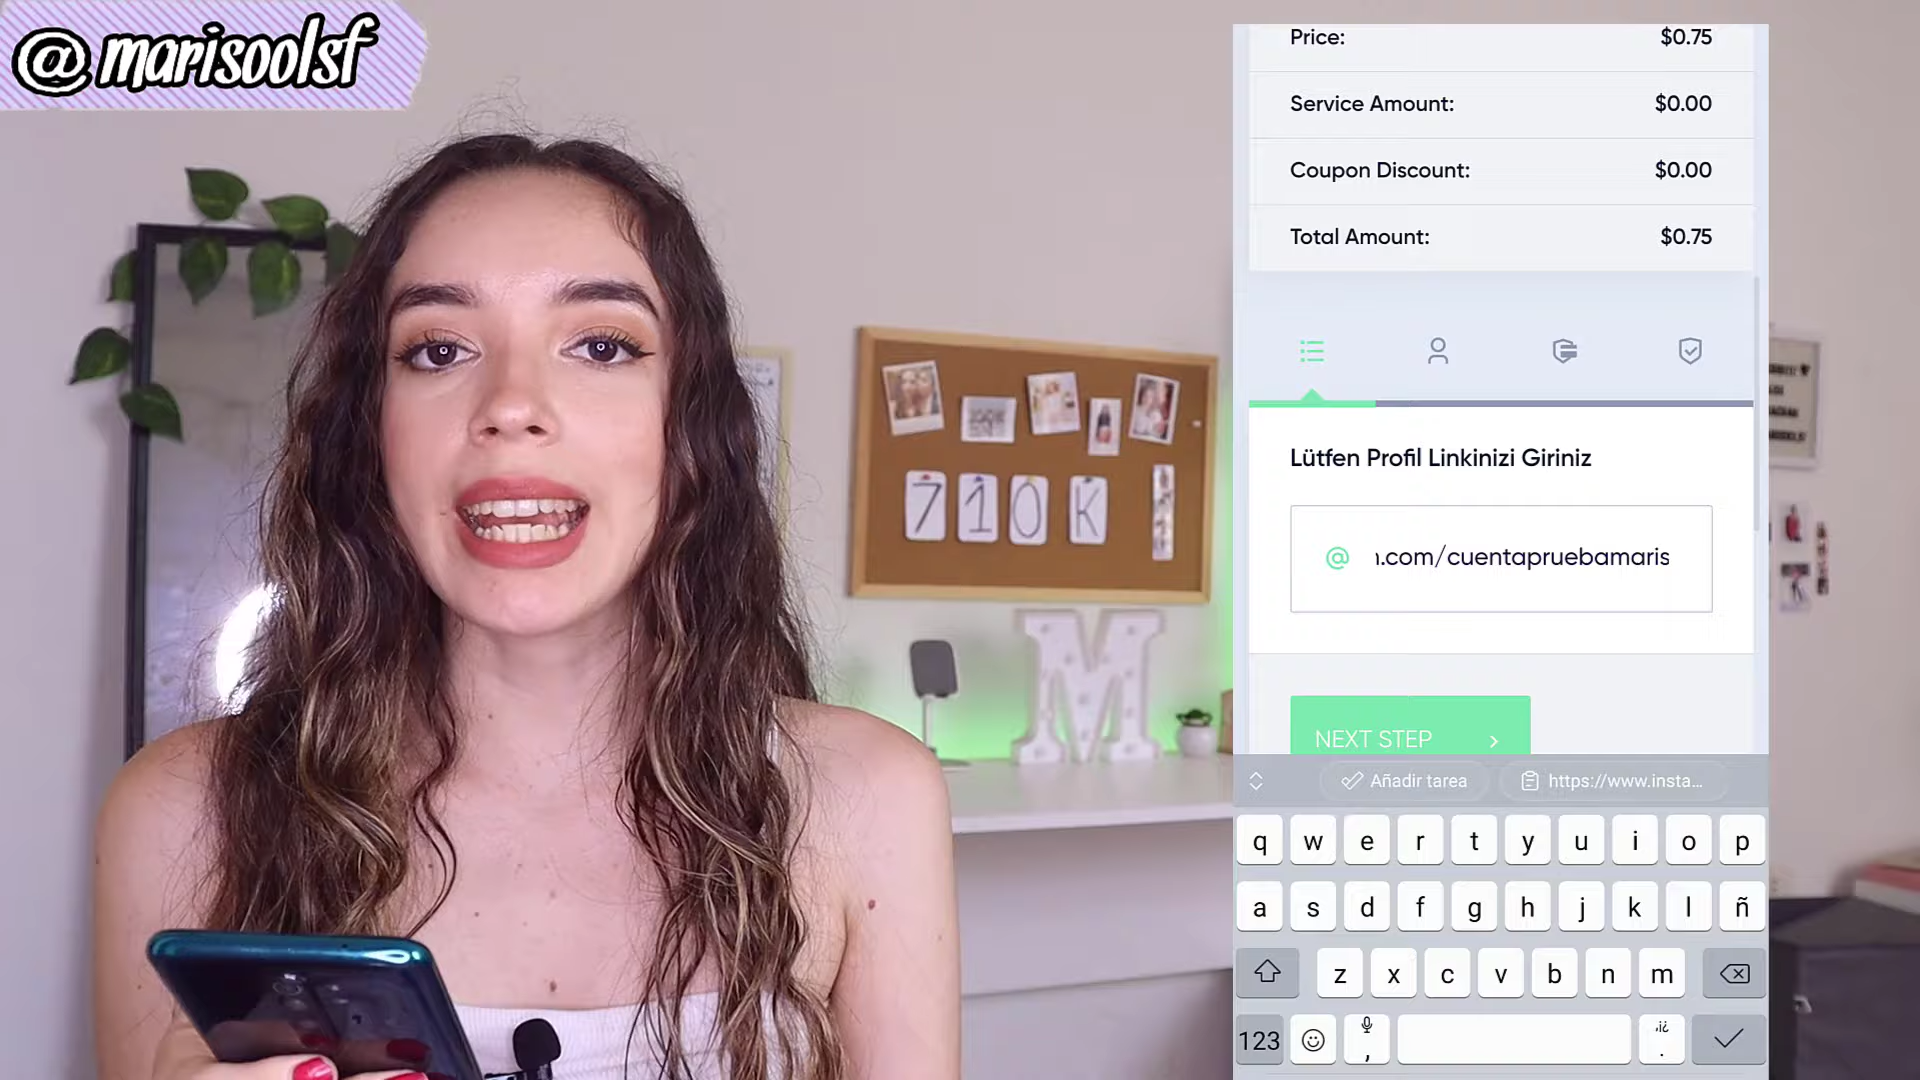 @marisoolsf
Price: $0.75
Service Amount: $0.00
Coupon Discount: $0.00
Total Amount: $0.75
Lütfen Profil Linkinizi Giriniz
.com/cuentapruebamaris
NEXT STEP
Añadir tarea https://www.insta...
q w e r t y u i o p
a s d f g h j k l ñ
z x c v b n m
123 , .
710K
M